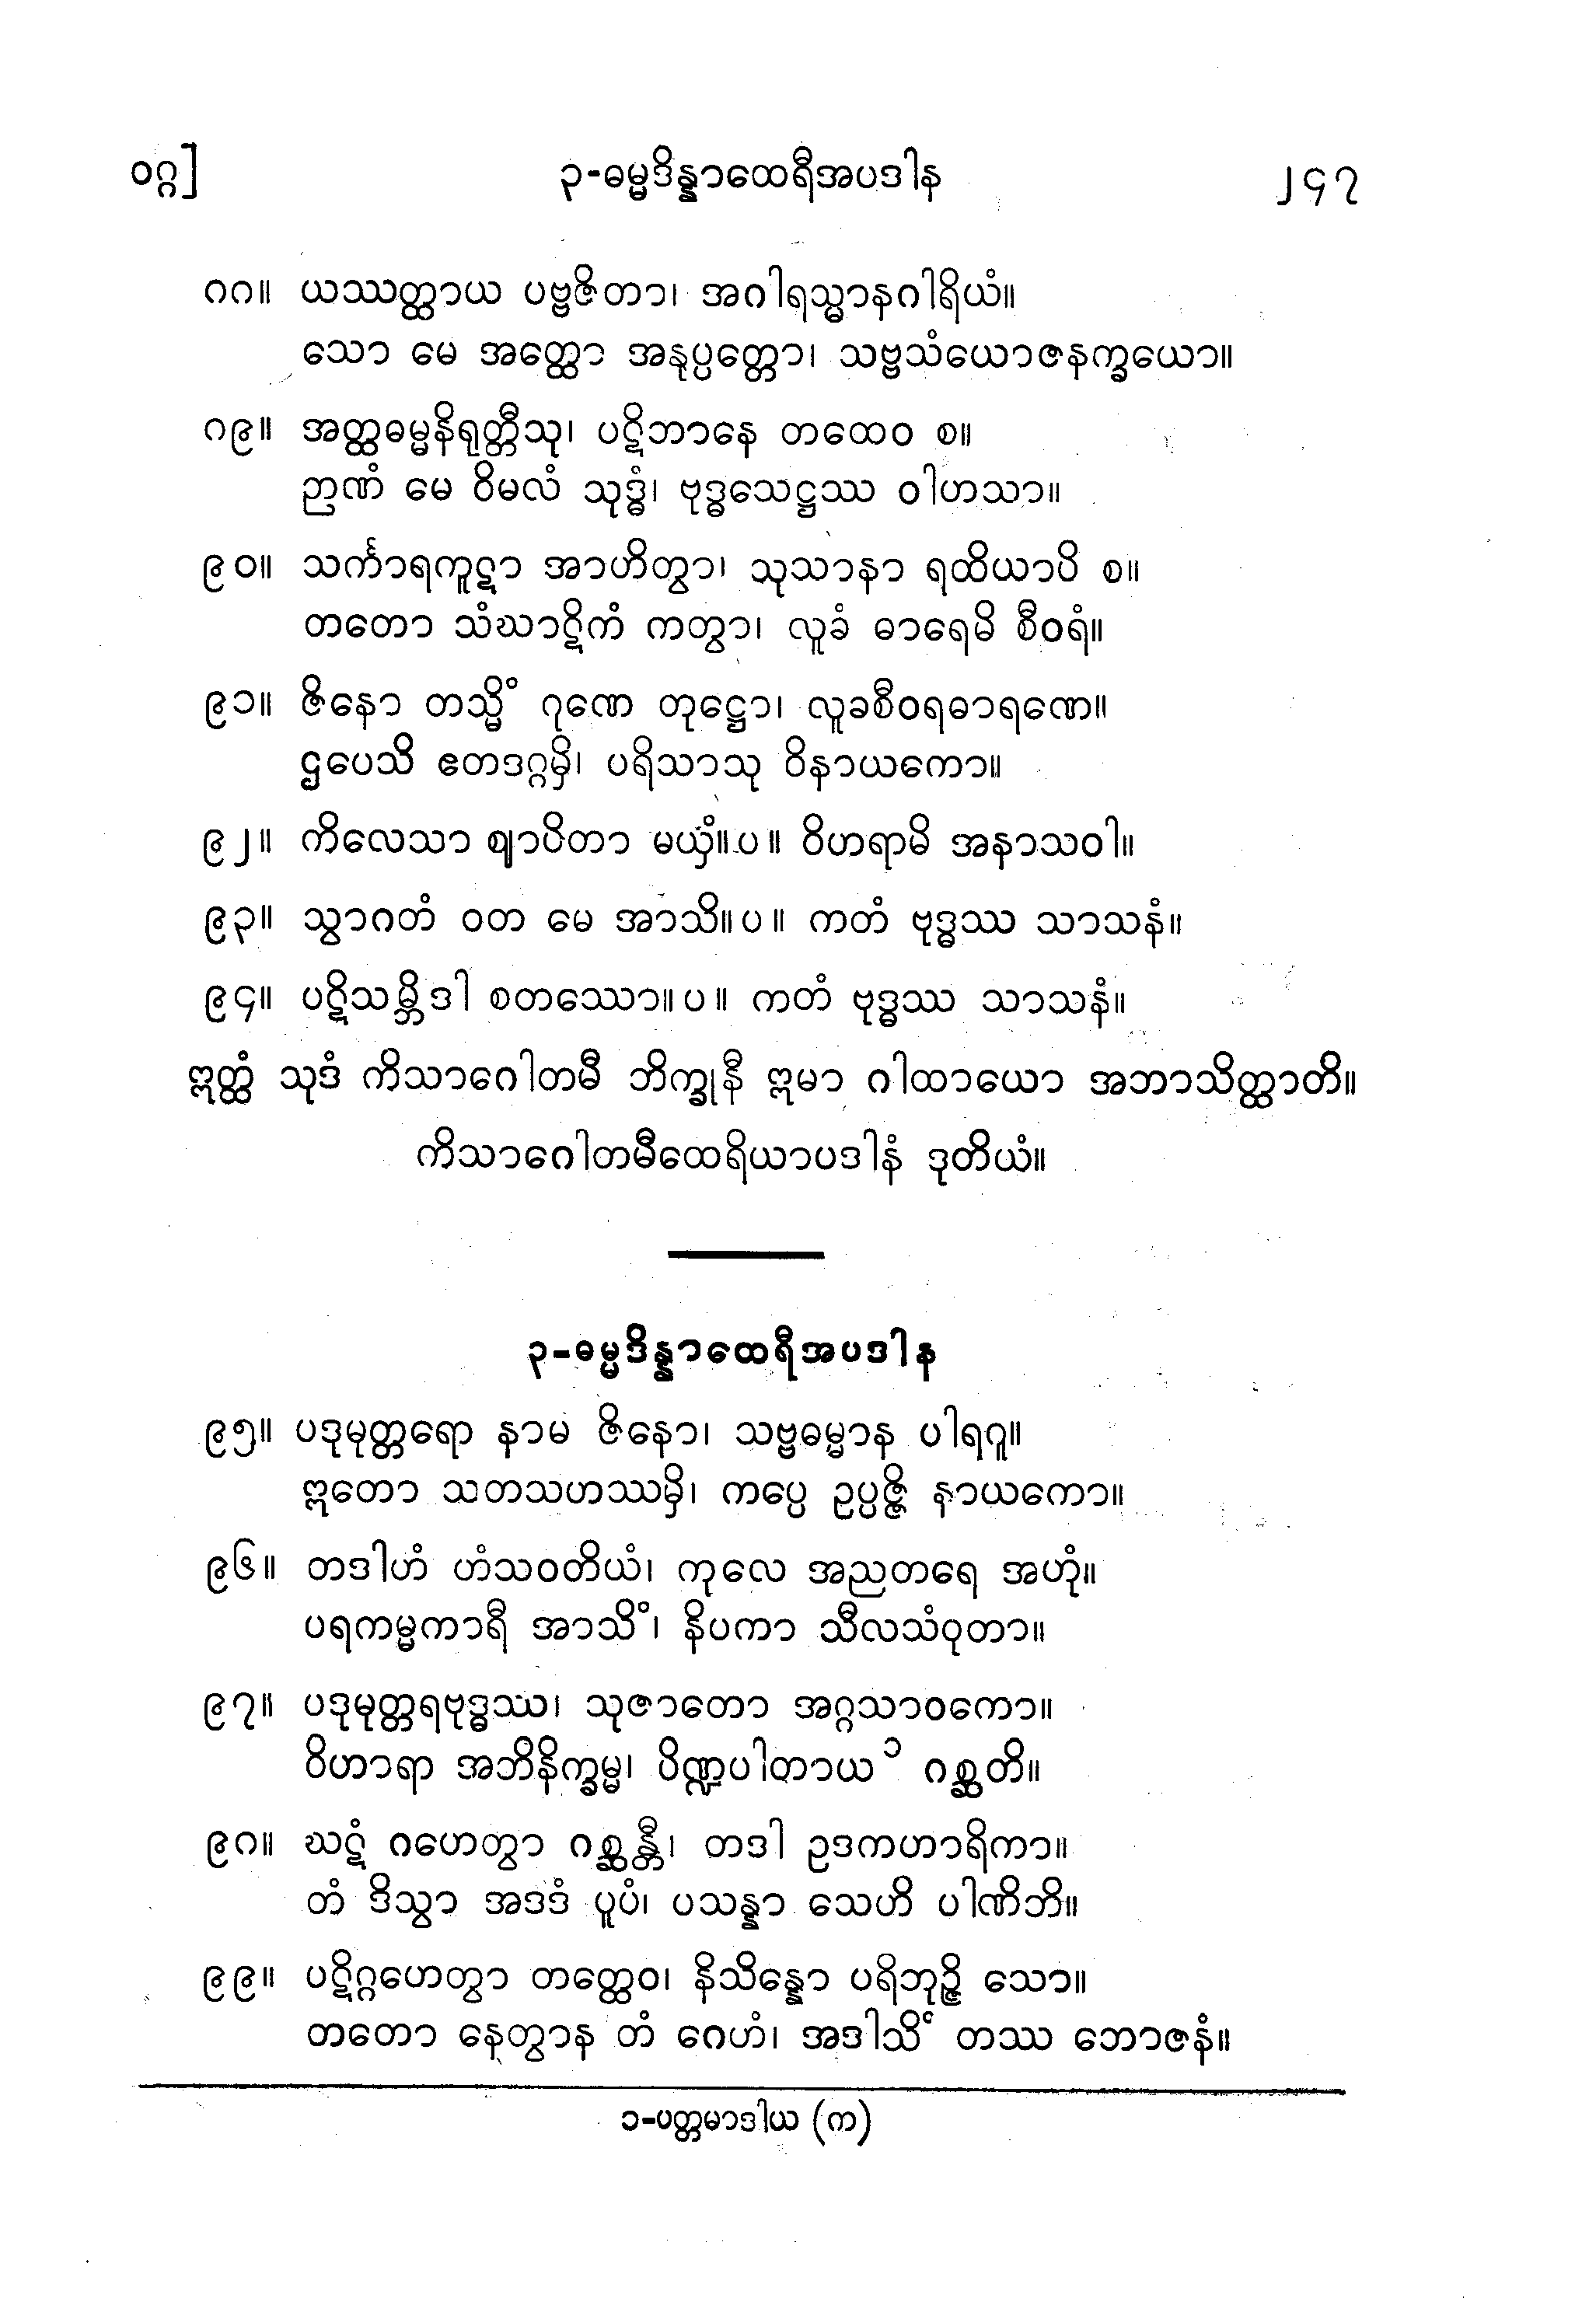 ဝဂ္ဂ]
၃-ဓမ္မဒိန္နာထေရီအပဒါန
၂၄၇
၈၈။ ယဿတ္ထာယ ပဗ္ဗဇိတာ၊ အဂါရသ္မာနဂါရိယံ။
သော မေ အတ္ထော အနုပ္ပတ္တော၊ သဗ္ဗသံယောဇနက္ခယော။
၈၉။ အတ္ထဓမ္မနိရုတ္တီသု၊ ပဋိဘာနေ တထေဝ စ။
ဉာဏံ မေ ဝိမလံ သုဒ္ဓံ၊ ဗုဒ္ဓသေဋ္ဌဿ ဝါဟသာ။
၉၀။ သင်္ကာရကူဋာ အာဟိတွာ၊ သုသာနာ ရထိယာပိ စ။
တတော သံဃာဋိကံ ကတွာ၊ လူခံ ဓာရေမိ စီဝရံ။
၉၁။ ဇိနော တသ္မိံ ဂုဏေ တုဋ္ဌော၊ လူခစီဝရဓာရဏေ။
ဌပေသိ ဧတဒဂ္ဂမှိ၊ ပရိသာသု ဝိနာယကော။
၉၂။ ကိလေသာ ဈာပိတာ မယှံ။ပ။ ဝိဟရာမိ အနာသဝါ။
၉၃။ သွာဂတံ ဝတ မေ အာသိ။ပ။ ကတံ ဗုဒ္ဓဿ သာသနံ။
၉၄။ ပဋိသမ္ဘိဒါ စတဿော။ပ။ ကတံ ဗုဒ္ဓဿ သာသနံ။
ဣတ္ထံ သုဒံ ကိသာဂေါတမီ ဘိက္ခုနီ ဣမာ ဂါထာယော အဘာသိတ္ထာတိ။
ကိသာဂေါတမီထေရိယာပဒါနံ ဒုတိယံ။
၃-ဓမ္မဒိန္နာထေရီအပဒါန
၉၅။ ပဒုမုတ္တရော နာမ ဇိနော၊ သဗ္ဗဓမ္မာန ပါရဂူ။
ဣတော သတသဟဿမှိ၊ ကပ္ပေ ဥပ္ပဇ္ဇိ နာယကော။
၉၆။ တဒါဟံ ဟံသဝတိယံ၊ ကုလေ အညတရေ အဟုံ။
ပရကမ္မကာရီ အာသိံ၊ နိပကာ သီလသံဝုတာ။
၉၇။ ပဒုမုတ္တရဗုဒ္ဓဿ၊ သုဇာတော အဂ္ဂသာဝကော။
ဝိဟာရာ အဘိနိက္ခမ္မ၊ ပိဏ္ဍပါတာယ ၁ ဂစ္ဆတိ။
၉၈။ ဃဋံ ဂဟေတွာ ဂစ္ဆန္တီ၊ တဒါ ဥဒကဟာရိကာ။
တံ ဒိသွာ အဒဒံ ပူပံ၊ ပသန္နာ သေဟိ ပါဏိဘိ။
၉၉။ ပဋိဂ္ဂဟေတွာ တတ္ထေဝ၊ နိသိန္နော ပရိဘုဉ္ဇိ သော။
တတော နေတွာန တံ ဂေဟံ၊ အဒါသိံ တဿ ဘောဇနံ။
၁-ပတ္တမာဒါယ (က)